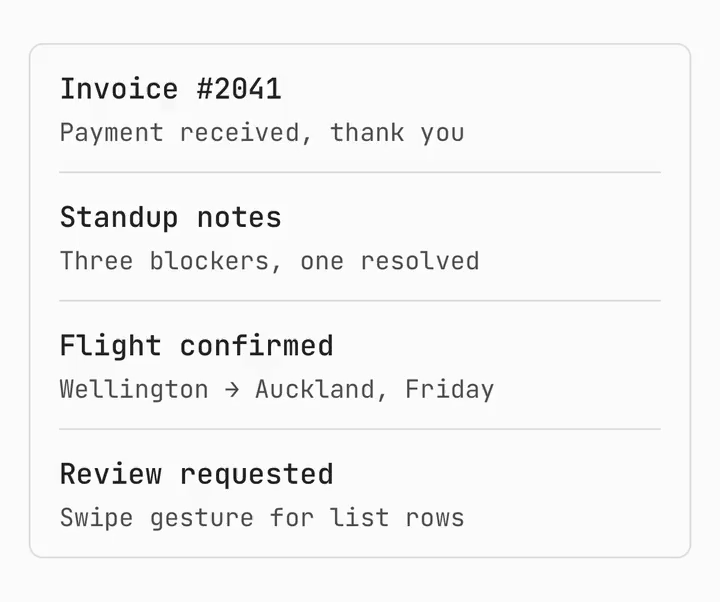 Invoice #2041
Payment received, thank you
Standup notes
Three blockers, one resolved
Flight confirmed
Wellington → Auckland, Friday
Review requested
Swipe gesture for list rows